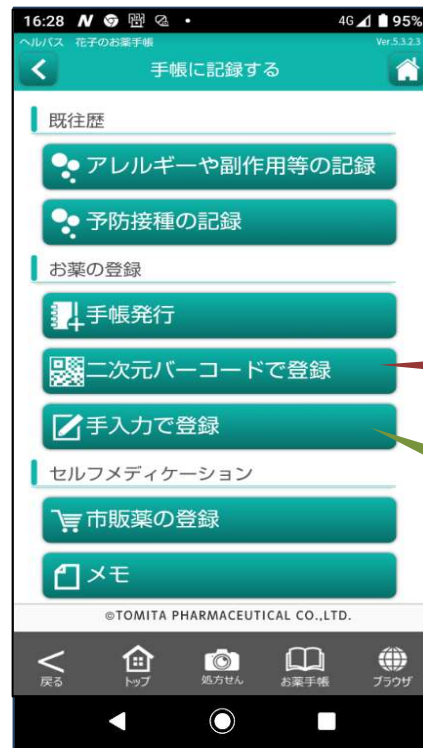 16:28 N 4G 95%
ヘルパス 花子のお薬手帳 Ver.5.3.2.3
手帳に記録する
既往歴
アレルギーや副作用等の記録
予防接種の記録
お薬の登録
手帳発行
二次元バーコードで登録
手入力で登録
セルフメディケーション
市販薬の登録
メモ
©TOMITA PHARMACEUTICAL CO.,LTD.
戻る トップ 処方せん お薬手帳 ブラウザ